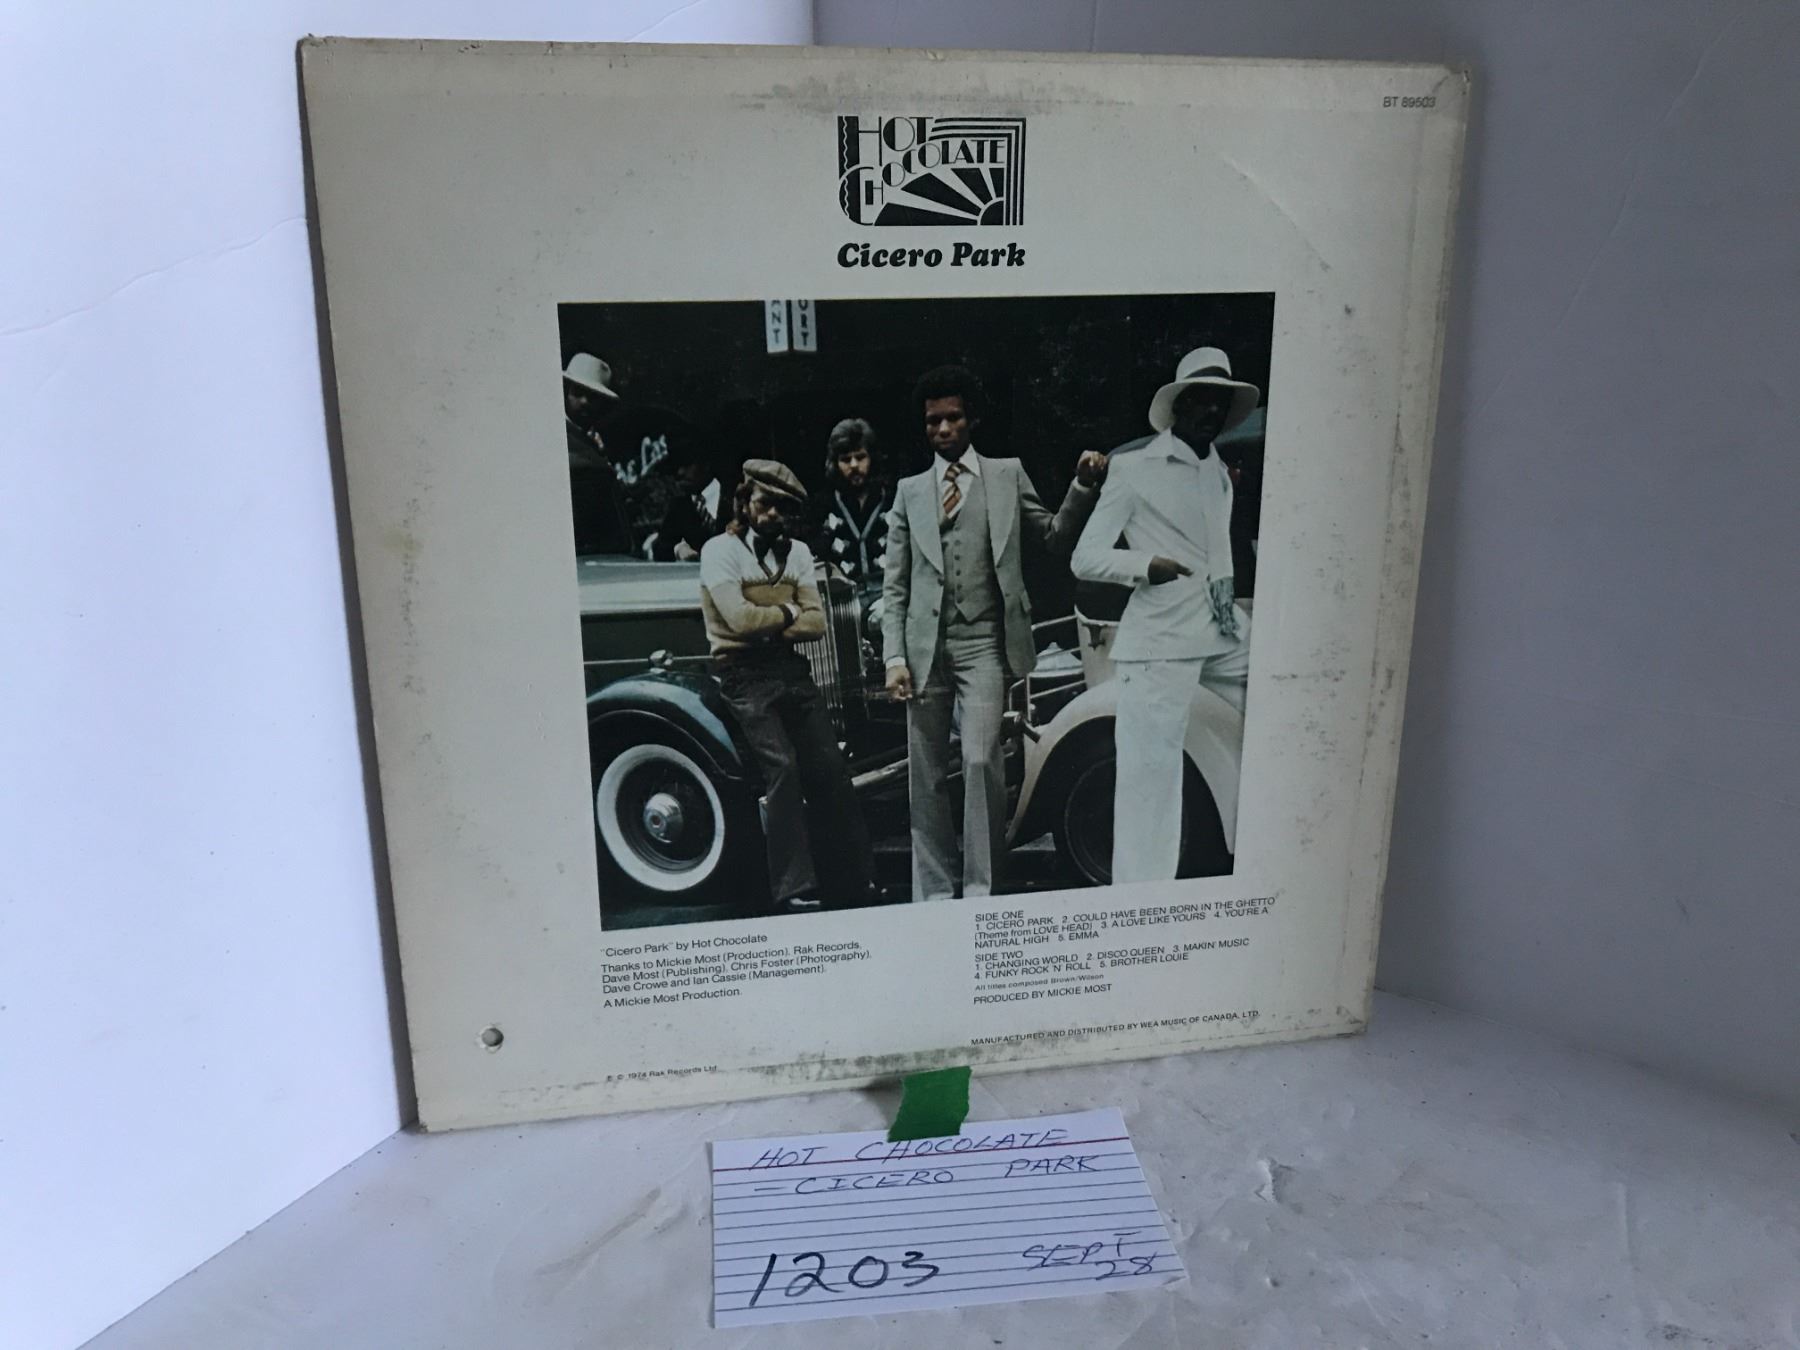 BT 89503
HOT
CHOCOLATE
Cicero Park
ANT
ORT
"Cicero Park" by Hot Chocolate
Thanks to Mickie Most (Production), Rak Records,
Dave Most (Publishing), Chris Foster (Photography),
Dave Crowe and Ian Cassie (Management).
A Mickie Most Production.
SIDE ONE
1. CICERO PARK 2. COULD HAVE BEEN BORN IN THE GHETTO
(Theme from LOVE HEAD) 3. A LOVE LIKE YOURS 4. YOU'RE A
NATURAL HIGH 5. EMMA
SIDE TWO
1. CHANGING WORLD 2. DISCO QUEEN 3. MAKIN' MUSIC
4. FUNKY ROCK 'N' ROLL 5. BROTHER LOUIE
All titles composed Brown/Wilson
PRODUCED BY MICKIE MOST
MANUFACTURED AND DISTRIBUTED BY WEA MUSIC OF CANADA, LTD.
℗ © 1974 Rak Records Ltd
HOT CHOCOLATE
– CICERO PARK
1203
SEPT
28